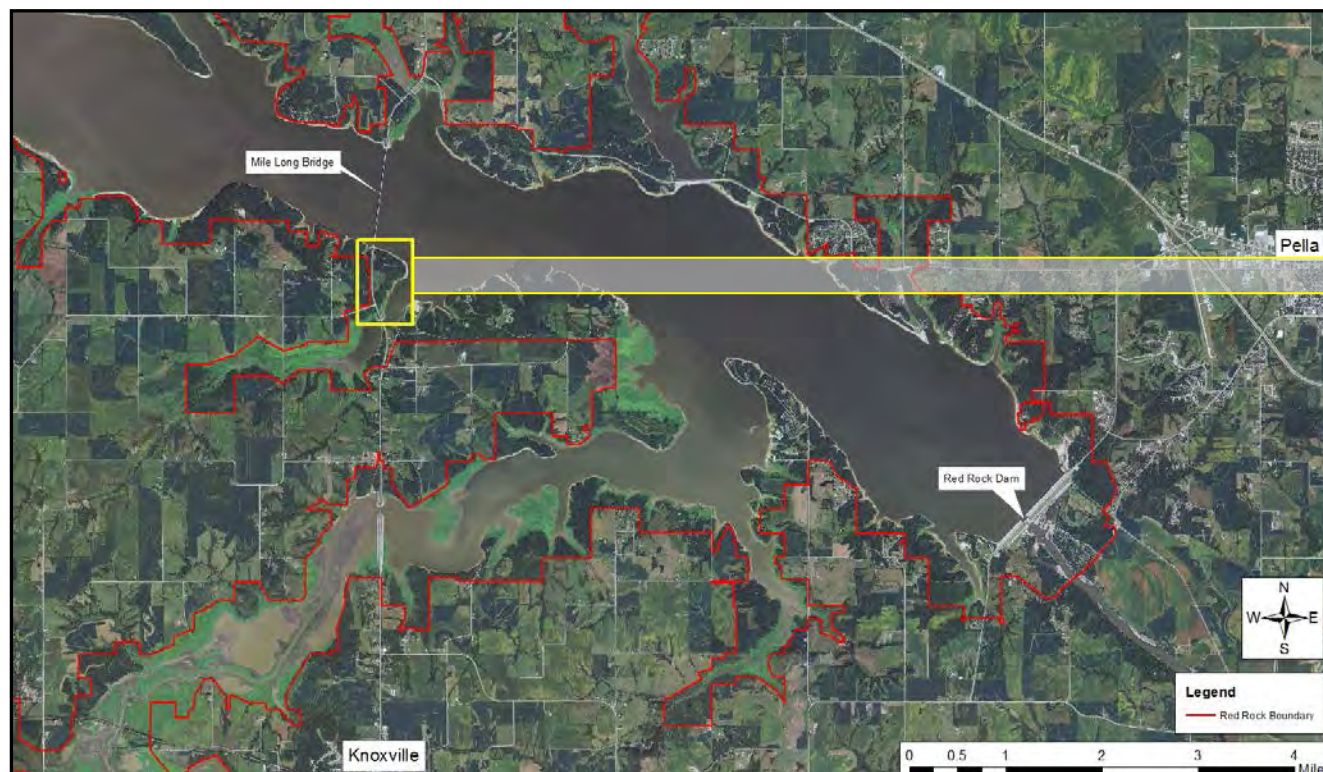 Mile Long Bridge
Pella
Red Rock Dam
N
W E
S
Legend
Red Rock Boundary
Knoxville
0 0.5 1 2 3 4
Mile